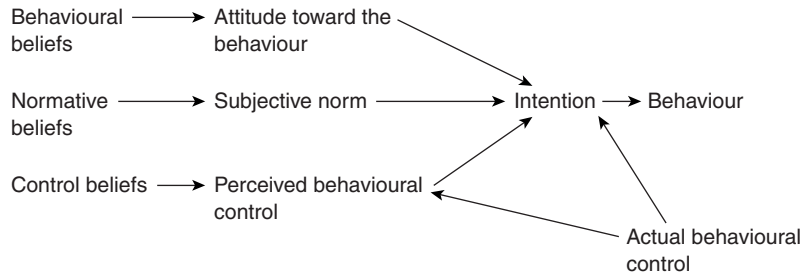 Behavioural
beliefs
Attitude toward the
behaviour
Normative
beliefs
Subjective norm
Intention
Behaviour
Control beliefs
Perceived behavioural
control
Actual behavioural
control